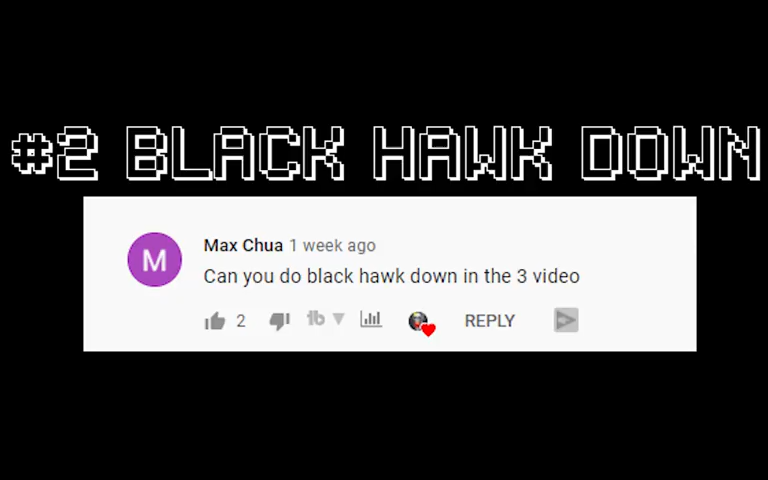 #2 BLACK HAWK DOWN
M
Max Chua 1 week ago
Can you do black hawk down in the 3 video
2 tb REPLY